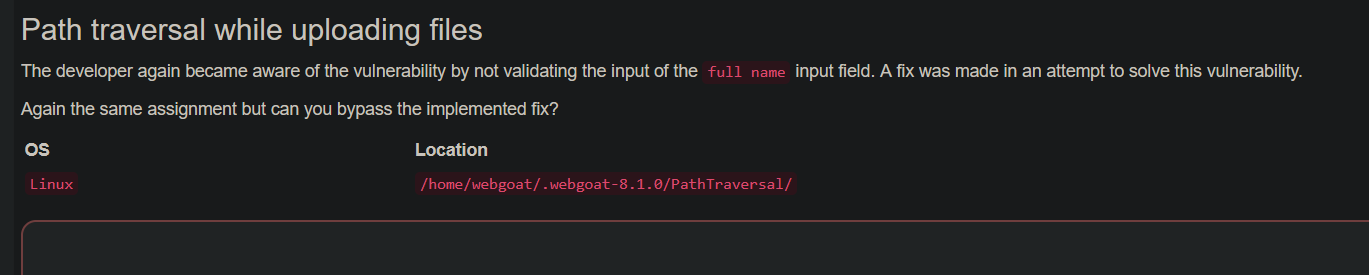 Path traversal while uploading files
The developer again became aware of the vulnerability by not validating the input of the full name input field. A fix was made in an attempt to solve this vulnerability.
Again the same assignment but can you bypass the implemented fix?
OS Location
Linux /home/webgoat/.webgoat-8.1.0/PathTraversal/